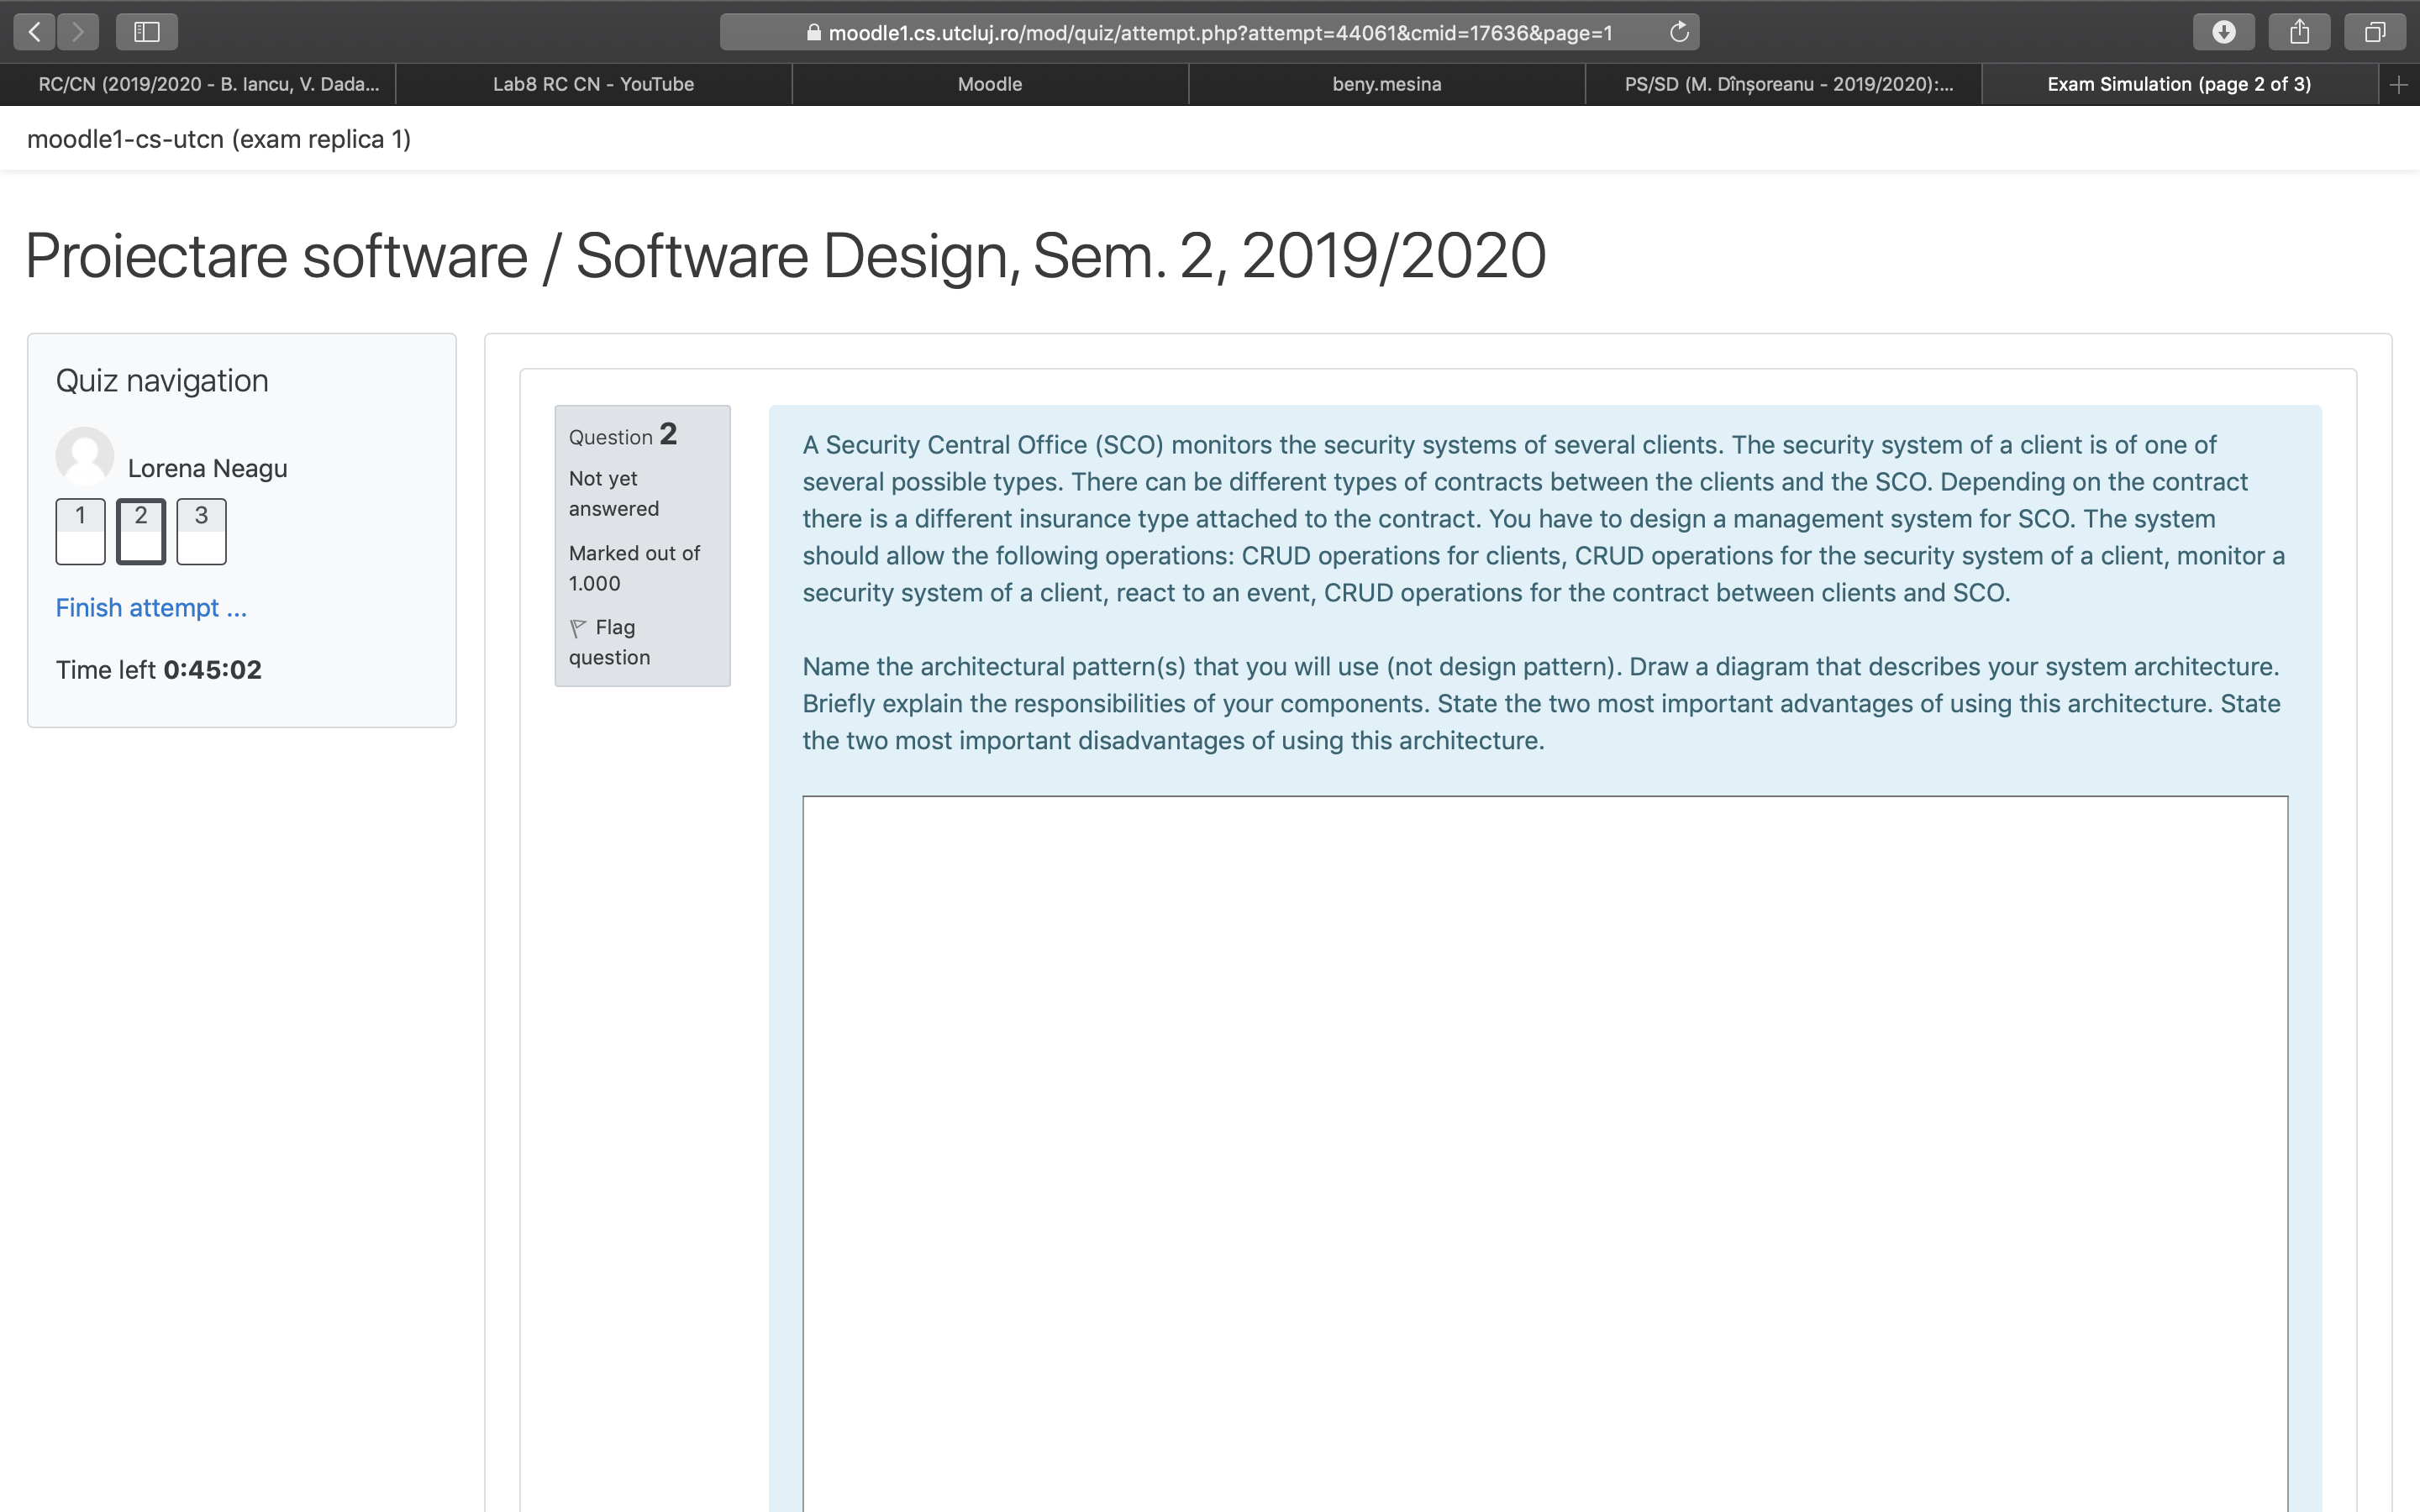 moodle1.cs.utcluj.ro/mod/quiz/attempt.php?attempt=44061&cmid=17636&page=1
RC/CN (2019/2020 - B. Iancu, V. Dada...
Lab8 RC CN - YouTube
Moodle
beny.mesina
PS/SD (M. Dînșoreanu - 2019/2020):...
Exam Simulation (page 2 of 3)
moodle1-cs-utcn (exam replica 1)
Proiectare software / Software Design, Sem. 2, 2019/2020
Quiz navigation
Lorena Neagu
1 2 3
Finish attempt ...
Time left 0:45:02
Question 2
Not yet
answered
Marked out of
1.000
Flag
question
A Security Central Office (SCO) monitors the security systems of several clients. The security system of a client is of one of
several possible types. There can be different types of contracts between the clients and the SCO. Depending on the contract
there is a different insurance type attached to the contract. You have to design a management system for SCO. The system
should allow the following operations: CRUD operations for clients, CRUD operations for the security system of a client, monitor a
security system of a client, react to an event, CRUD operations for the contract between clients and SCO.
Name the architectural pattern(s) that you will use (not design pattern). Draw a diagram that describes your system architecture.
Briefly explain the responsibilities of your components. State the two most important advantages of using this architecture. State
the two most important disadvantages of using this architecture.